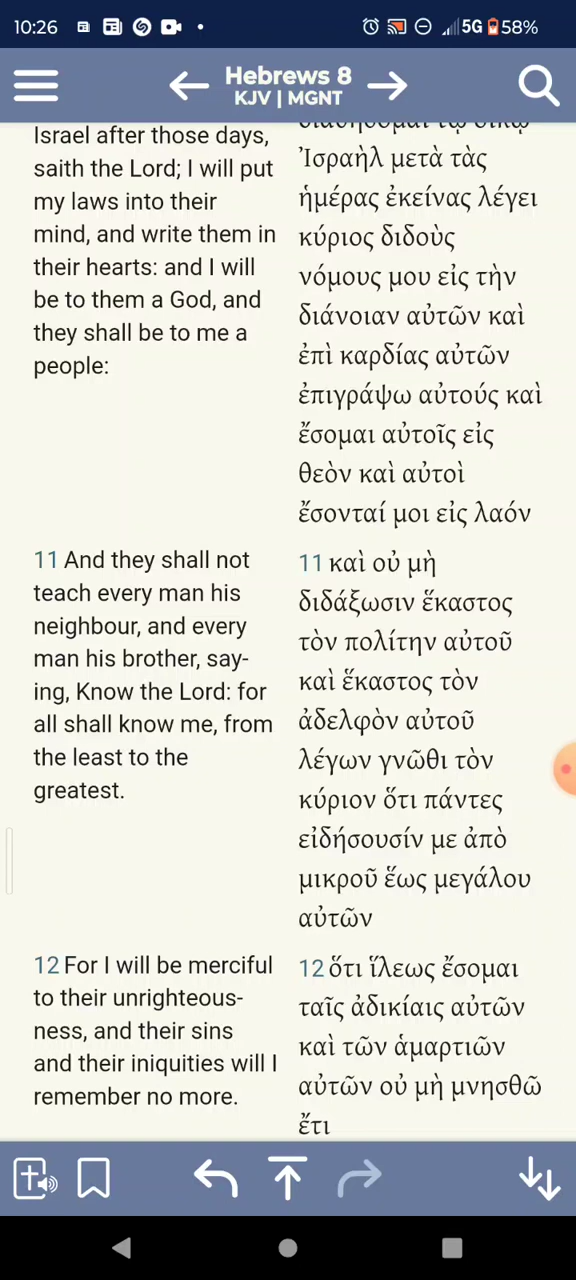 10:26
5G 58%
Hebrews 8
KJV | MGNT
Israel after those days,
saith the Lord; I will put
my laws into their
mind, and write them in
their hearts: and I will
be to them a God, and
they shall be to me a
people:
Ἰσραὴλ μετὰ τὰς
ἡμέρας ἐκείνας λέγει
κύριος διδοὺς
νόμους μου εἰς τὴν
διάνοιαν αὐτῶν καὶ
ἐπὶ καρδίας αὐτῶν
ἐπιγράψω αὐτούς καὶ
ἔσομαι αὐτοῖς εἰς
θεὸν καὶ αὐτοὶ
ἔσονταί μοι εἰς λαόν
11 And they shall not
teach every man his
neighbour, and every
man his brother, say-
ing, Know the Lord: for
all shall know me, from
the least to the
greatest.
11 καὶ οὐ μὴ
διδάξωσιν ἕκαστος
τὸν πολίτην αὐτοῦ
καὶ ἕκαστος τὸν
ἀδελφὸν αὐτοῦ
λέγων γνῶθι τὸν
κύριον ὅτι πάντες
εἰδήσουσίν με ἀπὸ
μικροῦ ἕως μεγάλου
αὐτῶν
12 For I will be merciful
to their unrighteous-
ness, and their sins
and their iniquities will I
remember no more.
12 ὅτι ἵλεως ἔσομαι
ταῖς ἀδικίαις αὐτῶν
καὶ τῶν ἁμαρτιῶν
αὐτῶν οὐ μὴ μνησθῶ
ἔτι